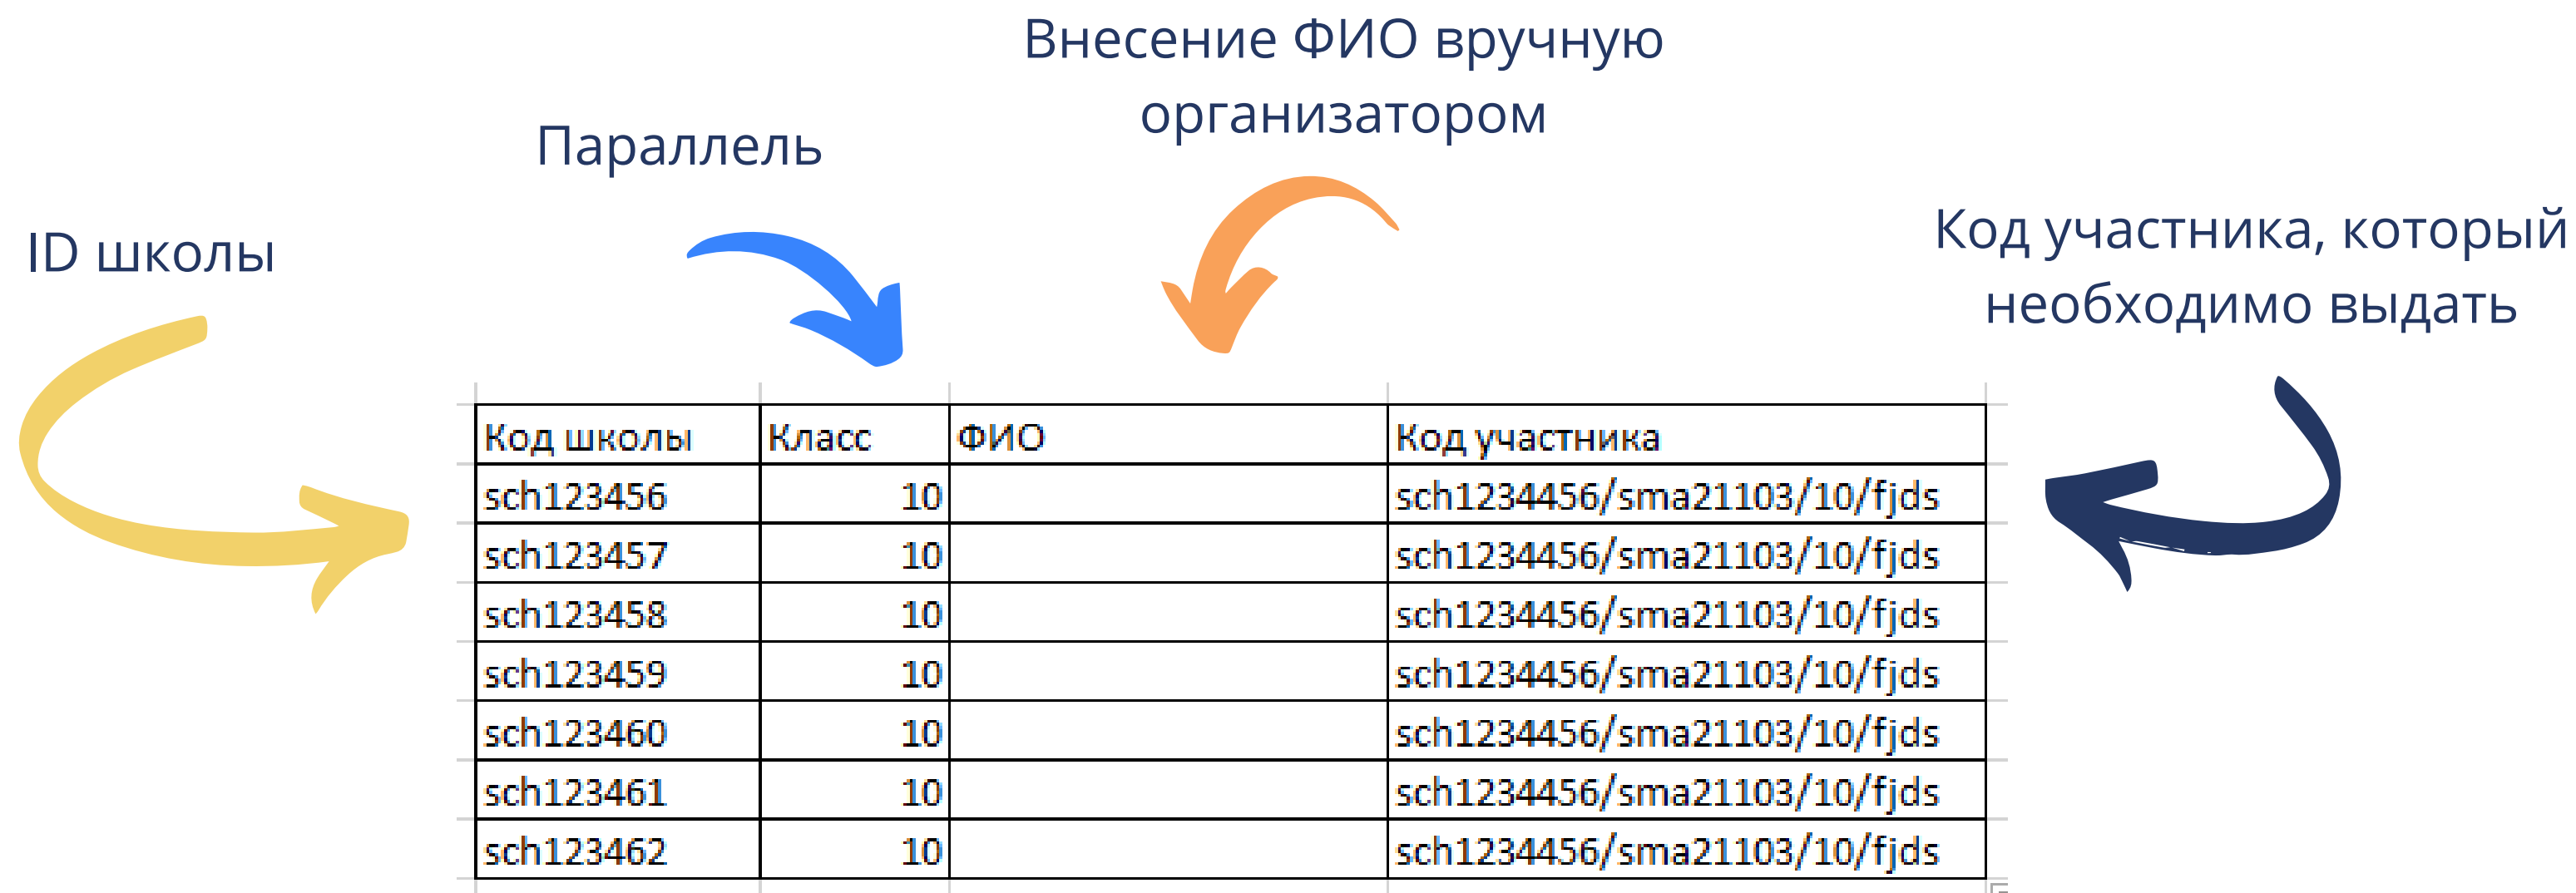 Внесение ФИО вручную
организатором
Параллель
ID школы
Код участника, который
необходимо выдать
Код школы Класс ФИО Код участника
sch123456 10 sch1234456/sma21103/10/fjds
sch123457 10 sch1234456/sma21103/10/fjds
sch123458 10 sch1234456/sma21103/10/fjds
sch123459 10 sch1234456/sma21103/10/fjds
sch123460 10 sch1234456/sma21103/10/fjds
sch123461 10 sch1234456/sma21103/10/fjds
sch123462 10 sch1234456/sma21103/10/fjds